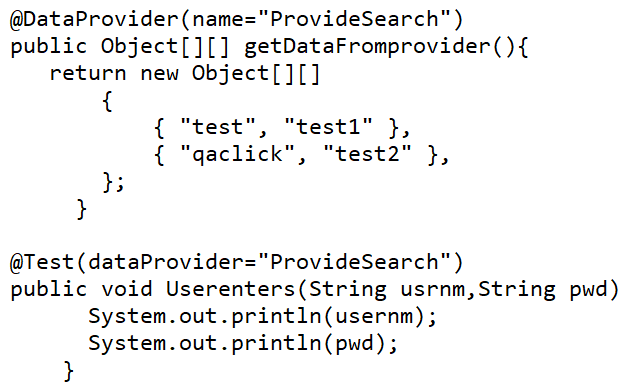 @DataProvider(name="ProvideSearch")
public Object[][] getDataFromprovider(){
return new Object[][]
{
{ "test", "test1" },
{ "qaclick", "test2" },
};
}
@Test(dataProvider="ProvideSearch")
public void Userenters(String usrnm,String pwd)
System.out.println(usernm);
System.out.println(pwd);
}